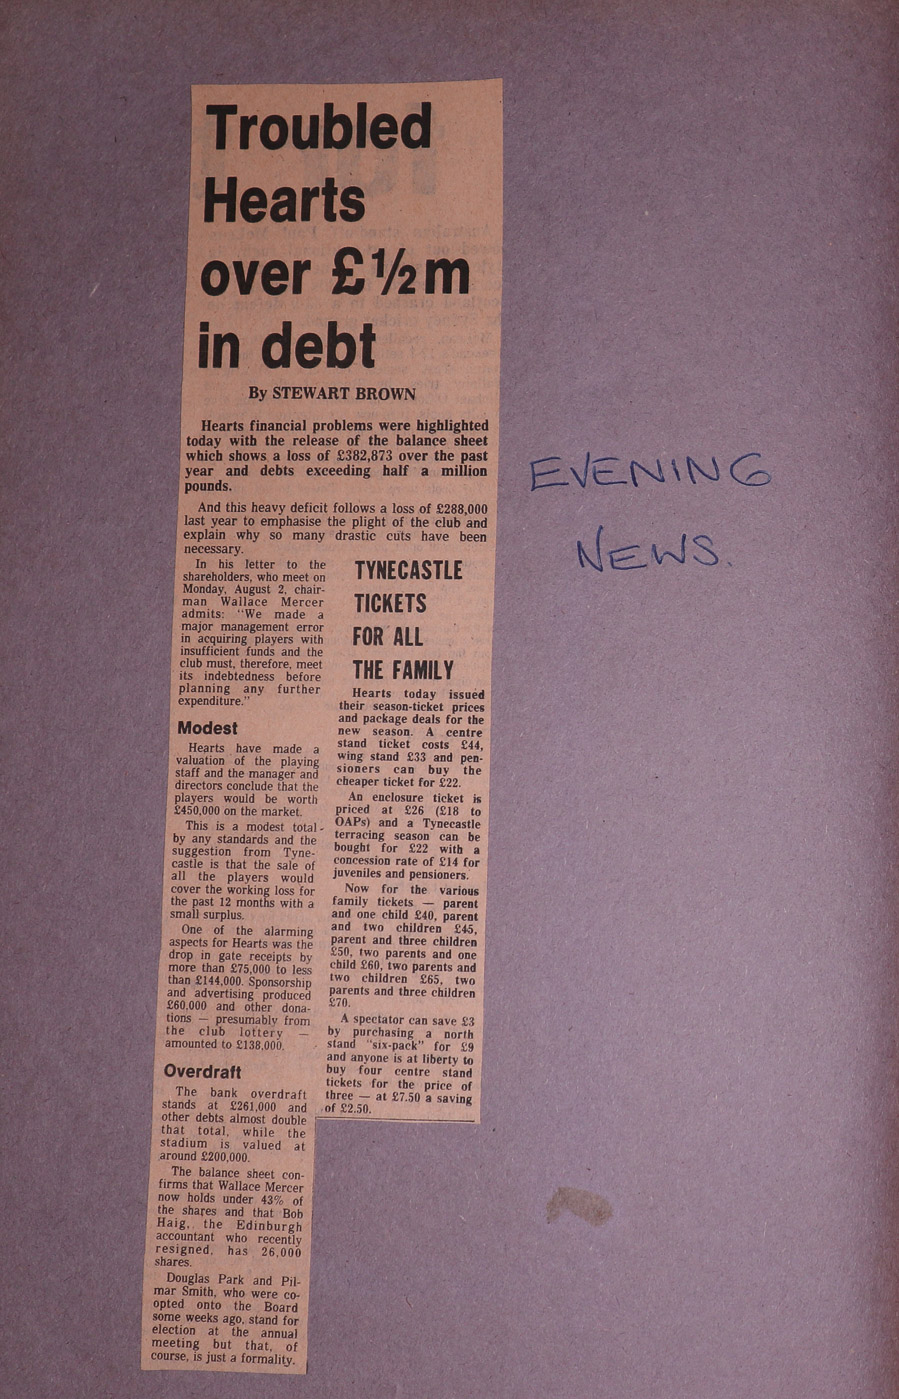 Troubled
Hearts
over £½m
in debt
By STEWART BROWN
Hearts financial problems were highlighted
today with the release of the balance sheet
which shows a loss of £382,873 over the past
year and debts exceeding half a million
pounds.
And this heavy deficit follows a loss of £288,000
last year to emphasise the plight of the club and
explain why so many drastic cuts have been
necessary.
In his letter to the
shareholders, who meet on
Monday, August 2, chair-
man Wallace Mercer
admits: "We made a
major management error
in acquiring players with
insufficient funds and the
club must, therefore, meet
its indebtedness before
planning any further
expenditure."
Modest
Hearts have made a
valuation of the playing
staff and the manager and
directors conclude that the
players would be worth
£450,000 on the market.
This is a modest total
by any standards and the
suggestion from Tyne-
castle is that the sale of
all the players would
cover the working loss for
the past 12 months with a
small surplus.
One of the alarming
aspects for Hearts was the
drop in gate receipts by
more than £75,000 to less
than £144,000. Sponsorship
and advertising produced
£60,000 and other dona-
tions — presumably from
the club lottery —
amounted to £138,000.
Overdraft
The bank overdraft
stands at £261,000 and
other debts almost double
that total, while the
stadium is valued at
around £200,000.
The balance sheet con-
firms that Wallace Mercer
now holds under 43% of
the shares and that Bob
Haig, the Edinburgh
accountant who recently
resigned, has 26,000
shares.
Douglas Park and Pil-
mar Smith, who were co-
opted onto the Board
some weeks ago, stand for
election at the annual
meeting but that, of
course, is just a formality.
TYNECASTLE
TICKETS
FOR ALL
THE FAMILY
Hearts today issued
their season-ticket prices
and package deals for the
new season. A centre
stand ticket costs £44,
wing stand £33 and pen-
sioners can buy the
cheaper ticket for £22.
An enclosure ticket is
priced at £26 (£18 to
OAPs) and a Tynecastle
terracing season can be
bought for £22 with a
concession rate of £14 for
juveniles and pensioners.
Now for the various
family tickets — parent
and one child £40, parent
and two children £45,
parent and three children
£50, two parents and one
child £60, two parents and
two children £65, two
parents and three children
£70.
A spectator can save £3
by purchasing a north
stand "six-pack" for £9
and anyone is at liberty to
buy four centre stand
tickets for the price of
three — at £7.50 a saving
of £2.50.
EVENING
NEWS.